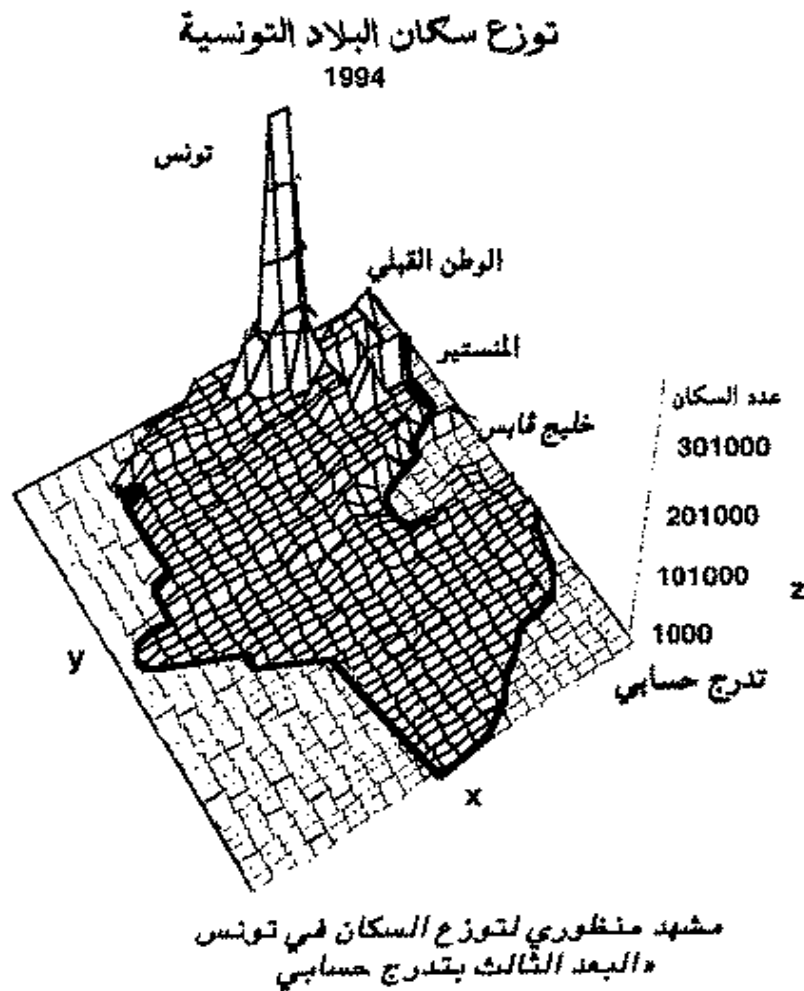 توزع سكان البلاد التونسية
1994
تونس
الوطن القبلي
المنستير
خليج ڨابس
عدد السكان
301000
201000
101000
1000
z
تدرج حسابي
y
x
مشهد منظوري لتوزع السكان في تونس
«البعد الثالث بتدرج حسابي